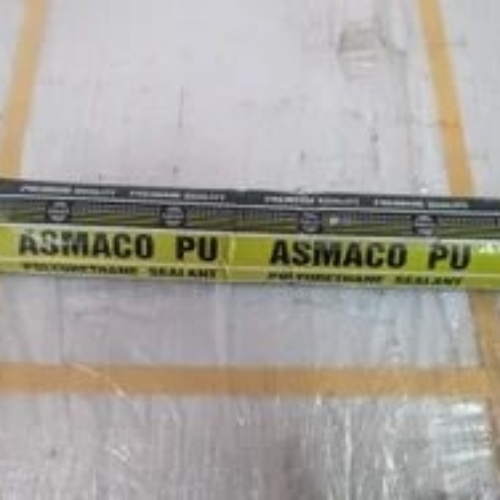 PREMIUM QUALITY PREMIUM QUALITY PREMIUM QUALITY PREMIUM QUALITY
ASMACO PU ASMACO PU
POLYURETHANE SEALANT POLYURETHANE SEALANT